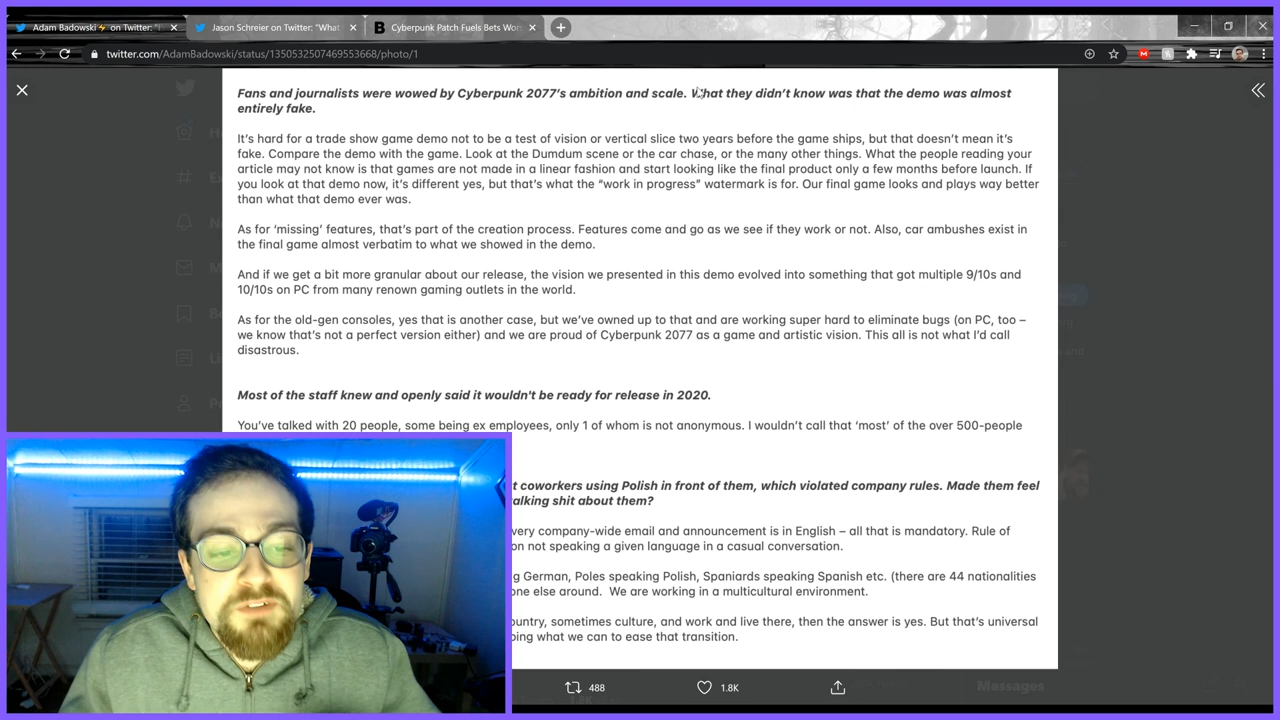 Adam Badowski⚡ on Twitter: "
Jason Schreier on Twitter: "What
Cyberpunk Patch Fuels Bets Wor
twitter.com/AdamBadowski/status/1350532507469553668/photo/1
Fans and journalists were wowed by Cyberpunk 2077's ambition and scale. What they didn't know was that the demo was almost
entirely fake.
It's hard for a trade show game demo not to be a test of vision or vertical slice two years before the game ships, but that doesn't mean it's
fake. Compare the demo with the game. Look at the Dumdum scene or the car chase, or the many other things. What the people reading your
article may not know is that games are not made in a linear fashion and start looking like the final product only a few months before launch. If
you look at that demo now, it's different yes, but that's what the "work in progress" watermark is for. Our final game looks and plays way better
than what that demo ever was.
As for 'missing' features, that's part of the creation process. Features come and go as we see if they work or not. Also, car ambushes exist in
the final game almost verbatim to what we showed in the demo.
And if we get a bit more granular about our release, the vision we presented in this demo evolved into something that got multiple 9/10s and
10/10s on PC from many renown gaming outlets in the world.
As for the old-gen consoles, yes that is another case, but we've owned up to that and are working super hard to eliminate bugs (on PC, too –
we know that's not a perfect version either) and we are proud of Cyberpunk 2077 as a game and artistic vision. This all is not what I'd call
disastrous.
Most of the staff knew and openly said it wouldn't be ready for release in 2020.
You've talked with 20 people, some being ex employees, only 1 of whom is not anonymous. I wouldn't call that 'most' of the over 500-people
t coworkers using Polish in front of them, which violated company rules. Made them feel
alking shit about them?
very company-wide email and announcement is in English – all that is mandatory. Rule of
on not speaking a given language in a casual conversation.
g German, Poles speaking Polish, Spaniards speaking Spanish etc. (there are 44 nationalities
one else around. We are working in a multicultural environment.
ountry, sometimes culture, and work and live there, then the answer is yes. But that's universal
oing what we can to ease that transition.
488
1.8K
Messages